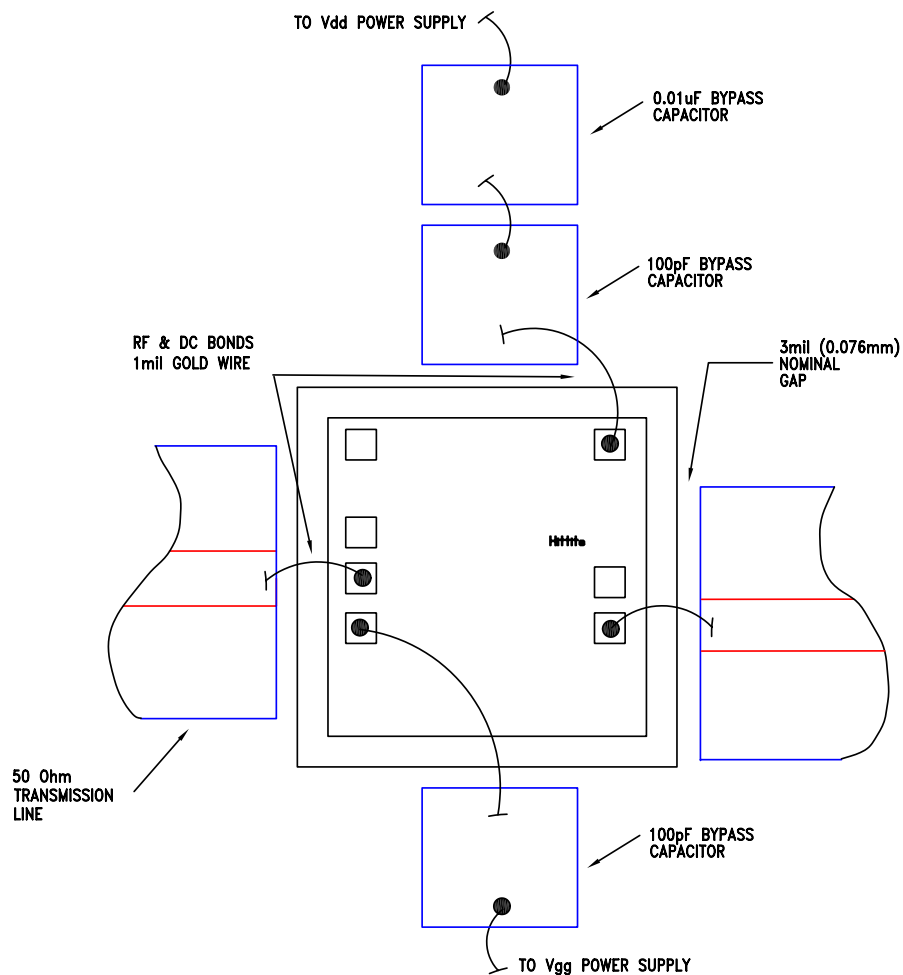 TO Vdd POWER SUPPLY
0.01uF BYPASS
CAPACITOR
100pF BYPASS
CAPACITOR
RF & DC BONDS
1mil GOLD WIRE
3mil (0.076mm)
NOMINAL
GAP
Hittite
50 Ohm
TRANSMISSION
LINE
100pF BYPASS
CAPACITOR
TO Vgg POWER SUPPLY